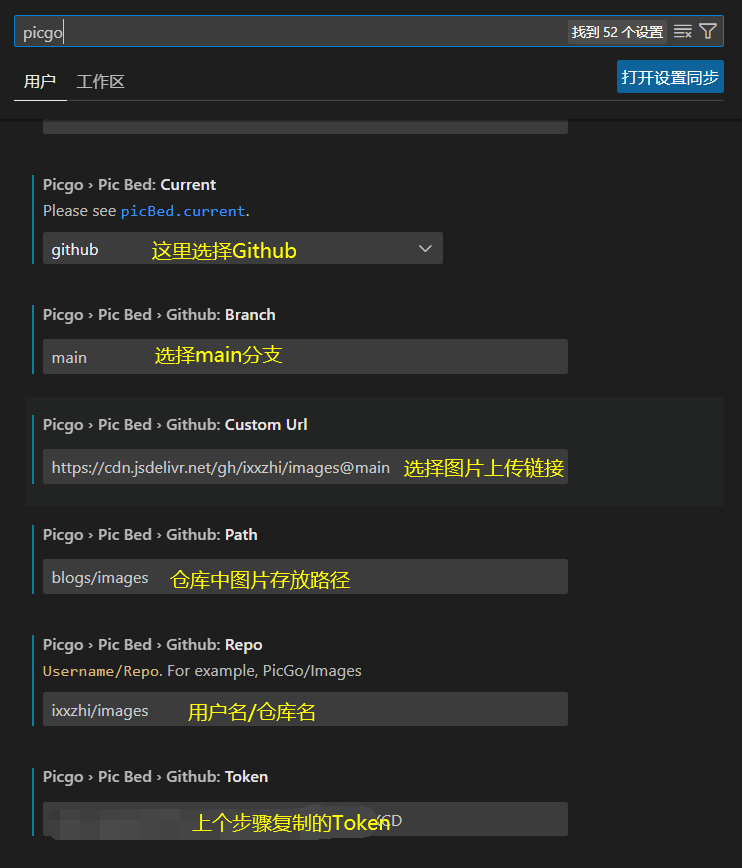 picgo 找到 52 个设置
用户 工作区 打开设置同步
Picgo › Pic Bed: Current
Please see picBed.current.
github 这里选择Github
Picgo › Pic Bed › Github: Branch
main 选择main分支
Picgo › Pic Bed › Github: Custom Url
https://cdn.jsdelivr.net/gh/ixxzhi/images@main 选择图片上传链接
Picgo › Pic Bed › Github: Path
blogs/images 仓库中图片存放路径
Picgo › Pic Bed › Github: Repo
Username/Repo. For example, PicGo/Images
ixxzhi/images 用户名/仓库名
Picgo › Pic Bed › Github: Token
上个步骤复制的Token